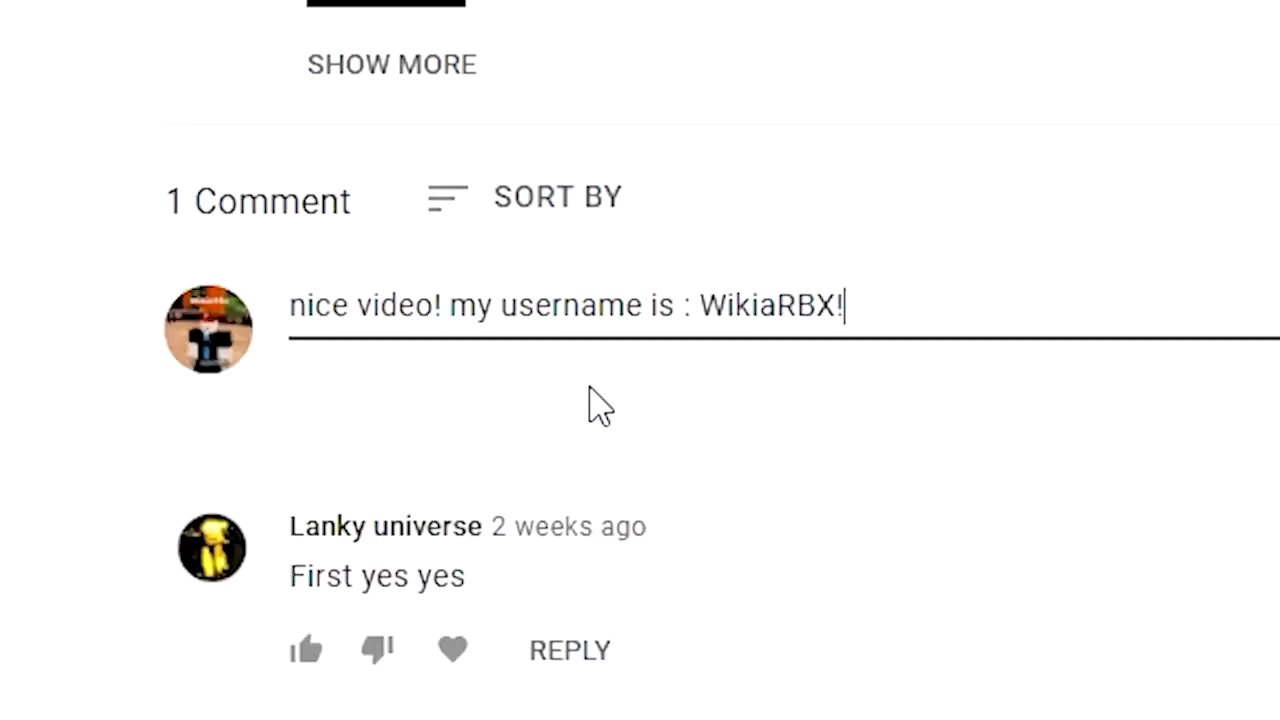 SHOW MORE
1 Comment
SORT BY
nice video! my username is : WikiaRBX!
Lanky universe 2 weeks ago
First yes yes
REPLY